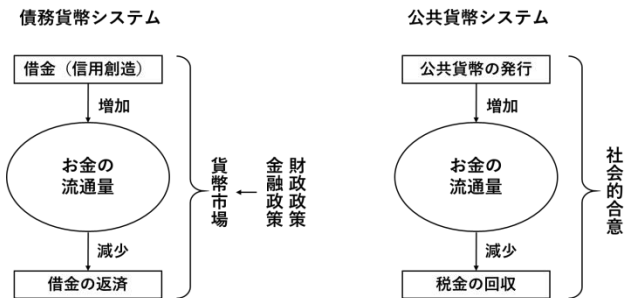 債務貨幣システム
借金（信用創造）
増加
お金の
流通量
減少
借金の返済
貨幣市場
財政政策
金融政策
公共貨幣システム
公共貨幣の発行
増加
お金の
流通量
減少
税金の回収
社会的合意